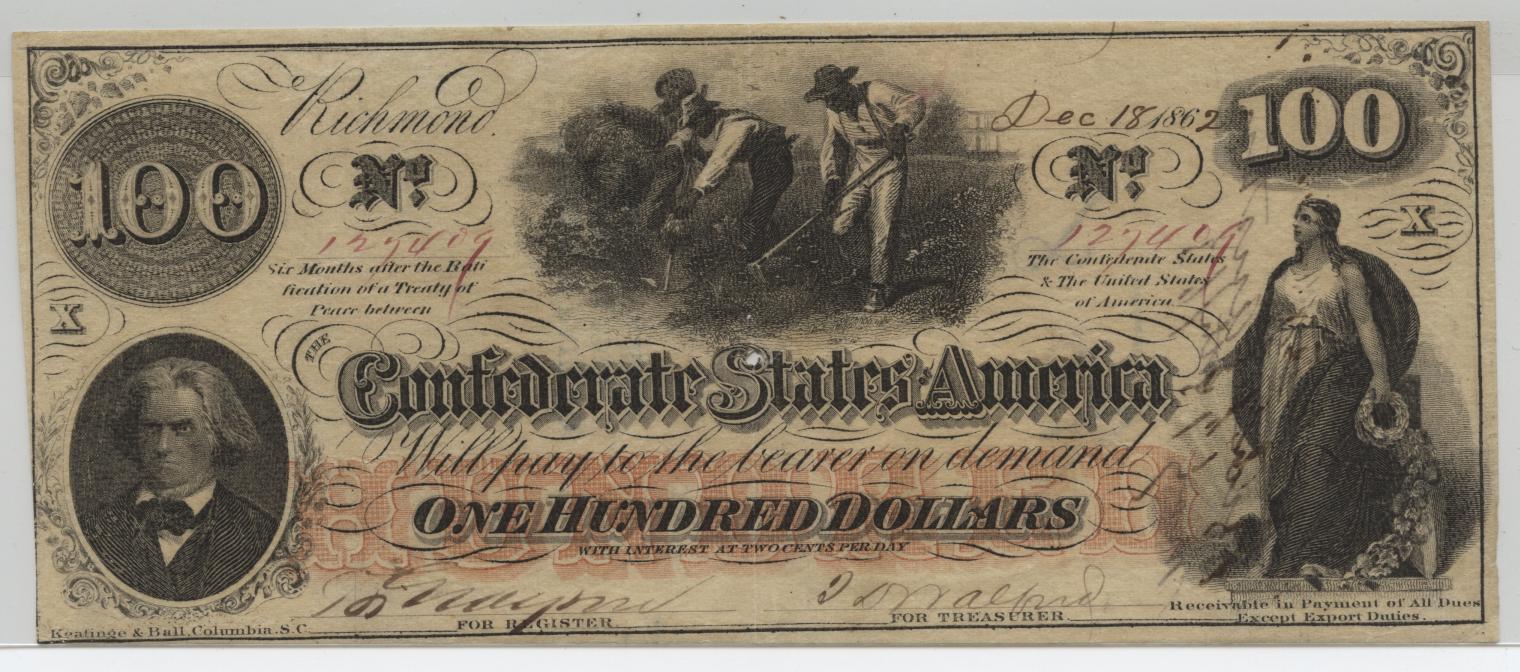 Richmond.
Dec 18 1862
100
100
No.
No.
127409
127409
Six Months after the Rati
fication of a Treaty of
Peace between
The Confederate States
& The United States
of America
X
X
THE
Confederate States America
Will pay to the bearer on demand
HUNDRED
ONE HUNDRED DOLLARS
WITH INTEREST AT TWO CENTS PER DAY
FOR REGISTER.
FOR TREASURER.
Receivable in Payment of All Dues
Except Export Duties.
Keatinge & Ball, Columbia. S.C.